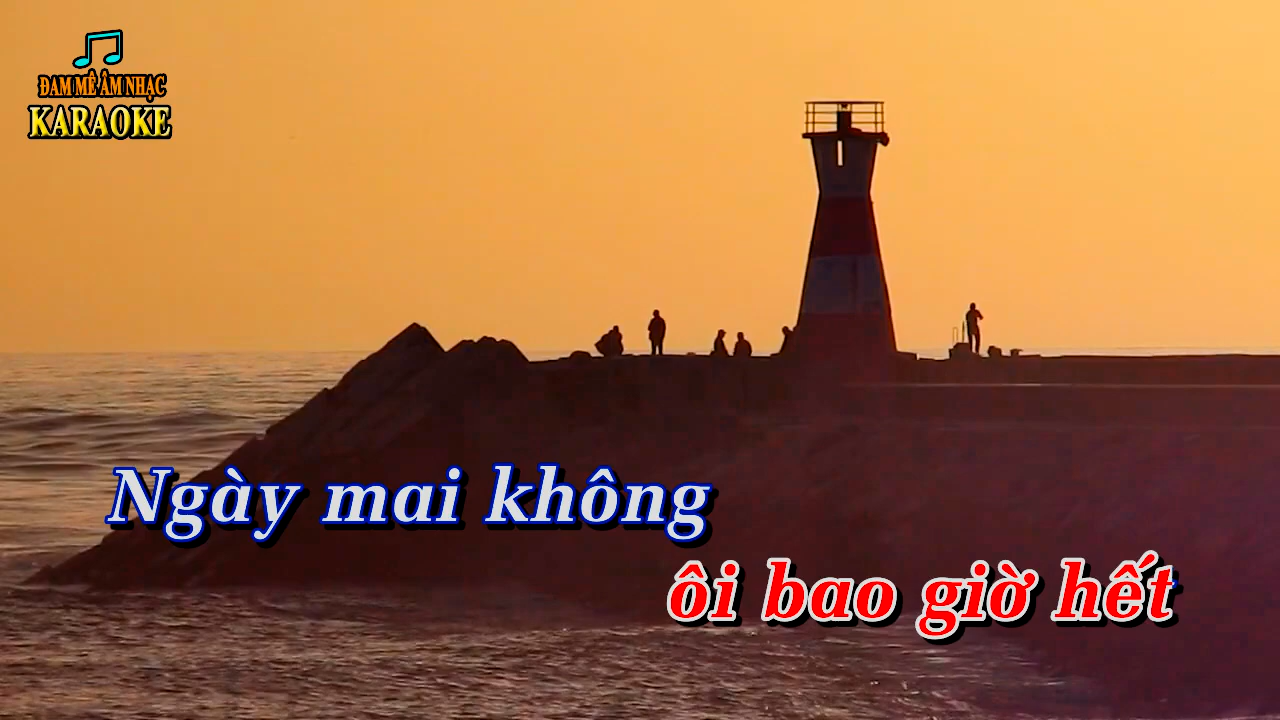 ĐAM MÊ ÂM NHẠC
KARAOKE
Ngày mai không
ôi bao giờ hết